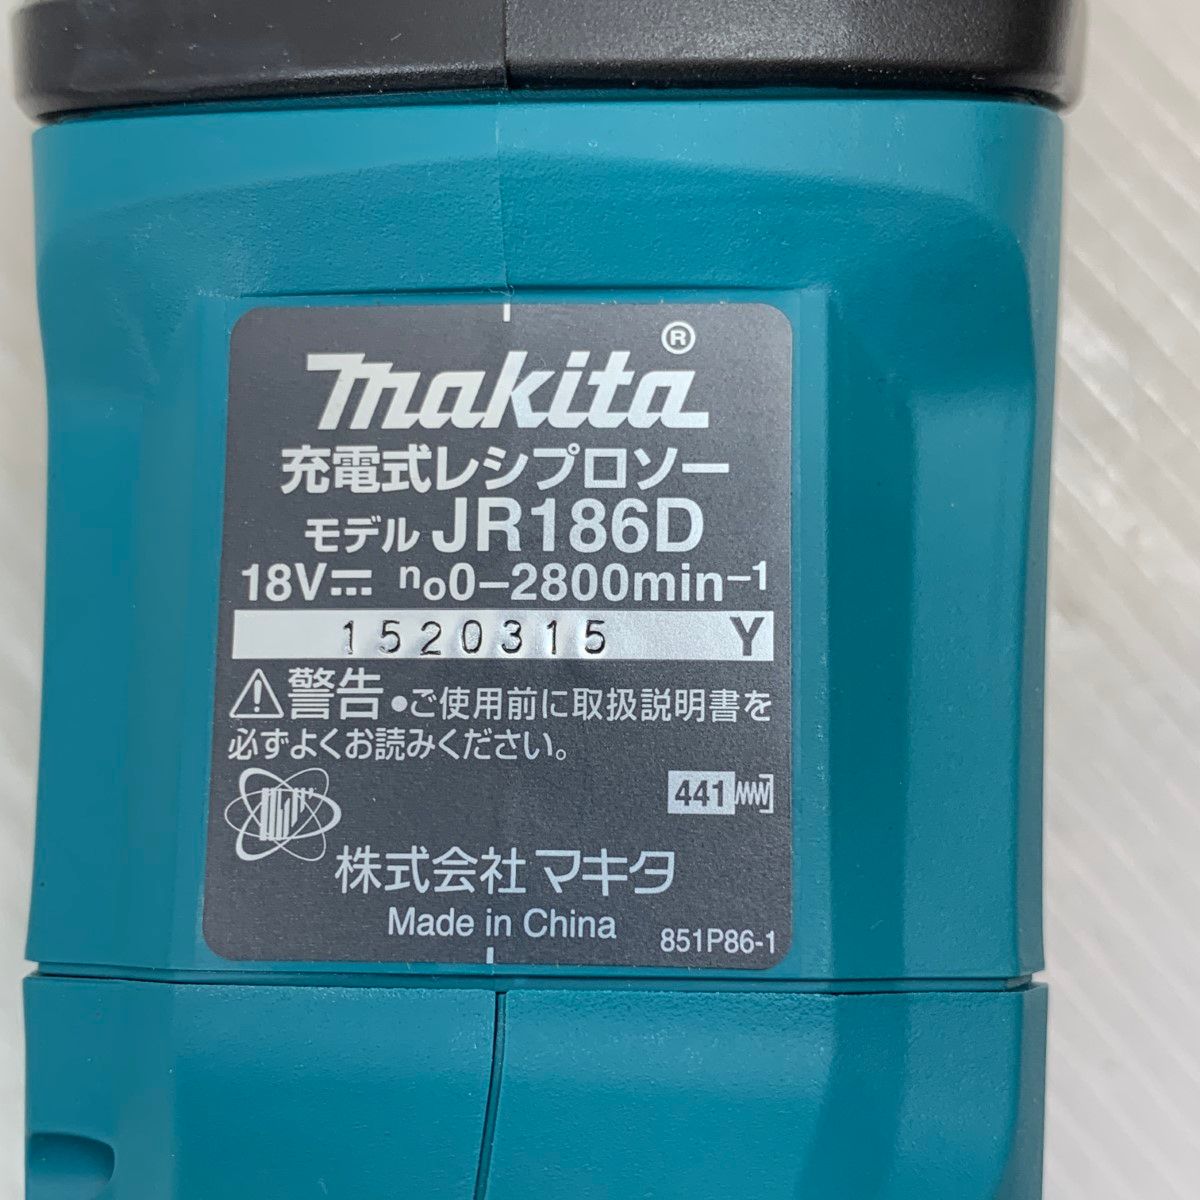 makita®
充電式レシプロソー
モデル JR186D
18V⎓ no0–2800min–1
1520315 Y
警告 ●ご使用前に取扱説明書を
必ずよくお読みください。
441
株式会社 マキタ
Made in China
851P86-1